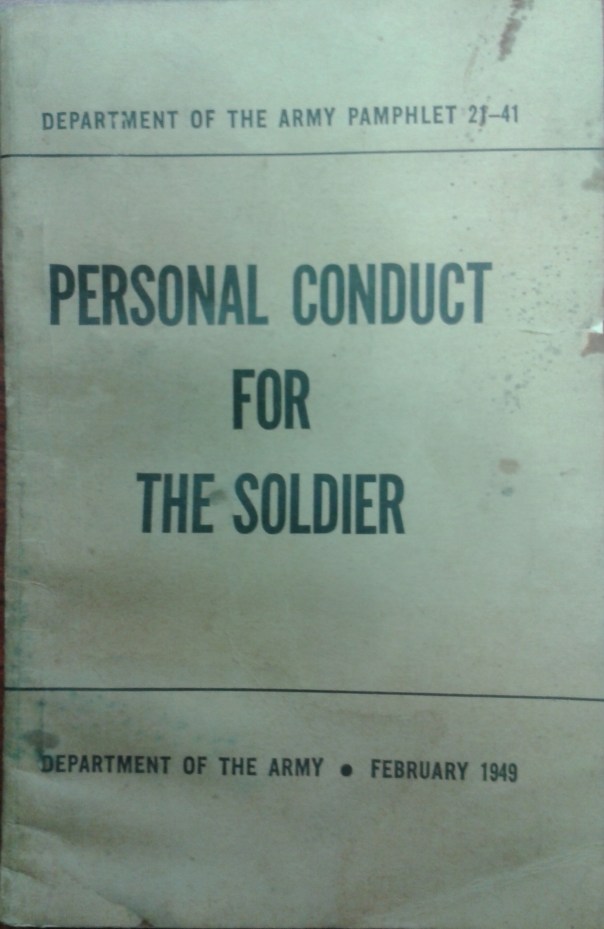 DEPARTMENT OF THE ARMY PAMPHLET 21–41
PERSONAL CONDUCT
FOR
THE SOLDIER
DEPARTMENT OF THE ARMY ● FEBRUARY 1949